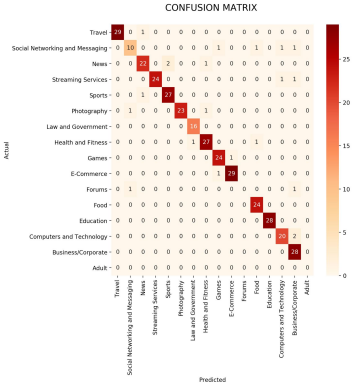 CONFUSION MATRIX
Travel 29 0 1 0 0 0 0 0 0 0 0 0 0 0 0 0
Social Networking and Messaging 0 10 0 0 0 0 0 0 1 0 0 1 0 1 1 0
News 0 0 22 0 2 0 0 1 0 0 0 0 0 0 0 0
Streaming Services 0 0 0 24 0 0 0 0 0 0 0 0 0 1 1 0
Sports 0 0 1 0 27 0 0 0 0 0 0 0 0 0 0 0
Photography 0 1 0 0 0 23 0 1 0 0 0 0 0 0 0 0
Law and Government 0 0 0 0 0 0 16 0 0 0 0 0 0 0 0 0
Health and Fitness 0 0 0 0 0 0 1 27 0 0 0 1 0 0 0 0
Games 0 0 0 0 0 0 0 0 24 1 0 0 0 0 0 0
E-Commerce 0 0 0 0 0 0 0 0 1 29 0 0 0 0 0 0
Forums 0 1 0 0 0 0 0 0 0 0 0 0 0 0 1 0
Food 0 0 0 0 0 0 0 0 0 0 0 24 0 0 0 0
Education 0 0 0 0 0 0 0 0 0 0 0 0 28 0 0 0
Computers and Technology 0 0 0 0 0 0 0 0 0 0 0 0 0 20 2 0
Business/Corporate 0 0 0 0 0 0 0 0 0 0 0 0 0 0 28 0
Adult 0 0 0 0 0 0 0 0 0 0 0 0 0 0 0 0
Actual
Travel
Social Networking and Messaging
News
Streaming Services
Sports
Photography
Law and Government
Health and Fitness
Games
E-Commerce
Forums
Food
Education
Computers and Technology
Business/Corporate
Adult
Predicted
25
20
15
10
5
0